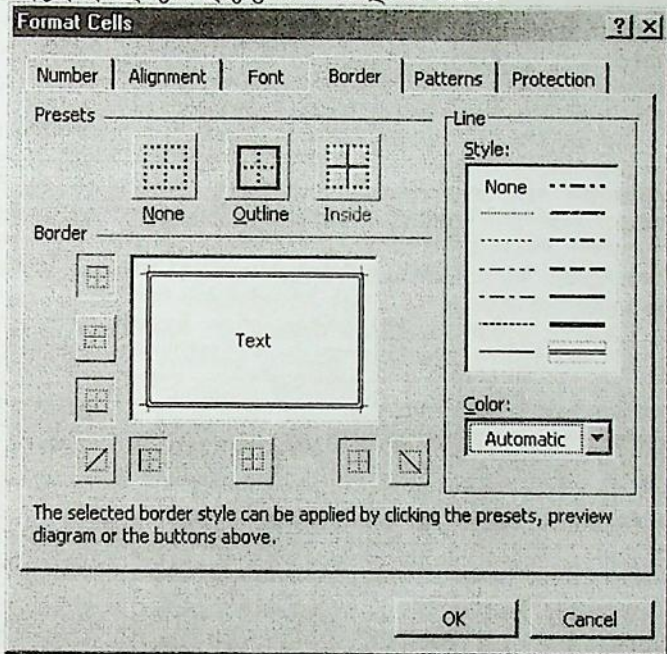 Format Cells
Number Alignment Font Border Patterns Protection
Presets
None Outline Inside
Border
Text
Line
Style:
None
Color:
Automatic
The selected border style can be applied by clicking the presets, preview
diagram or the buttons above.
OK Cancel